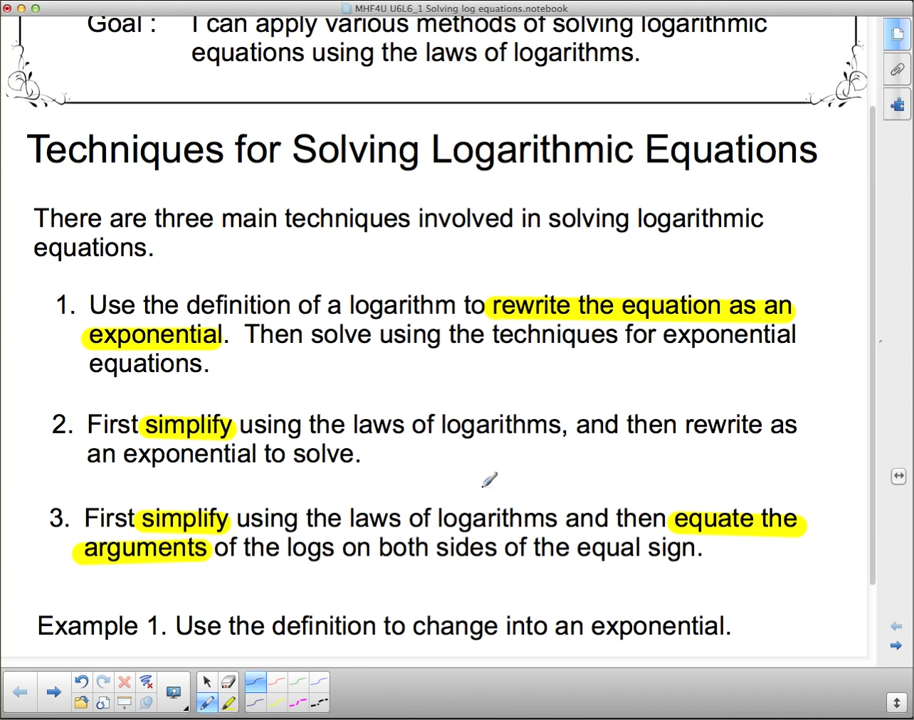 MHF4U U6L6_1 Solving log equations.notebook
Goal : I can apply various methods of solving logarithmic
equations using the laws of logarithms.
Techniques for Solving Logarithmic Equations
There are three main techniques involved in solving logarithmic
equations.
1. Use the definition of a logarithm to rewrite the equation as an
exponential. Then solve using the techniques for exponential
equations.
2. First simplify using the laws of logarithms, and then rewrite as
an exponential to solve.
3. First simplify using the laws of logarithms and then equate the
arguments of the logs on both sides of the equal sign.
Example 1. Use the definition to change into an exponential.